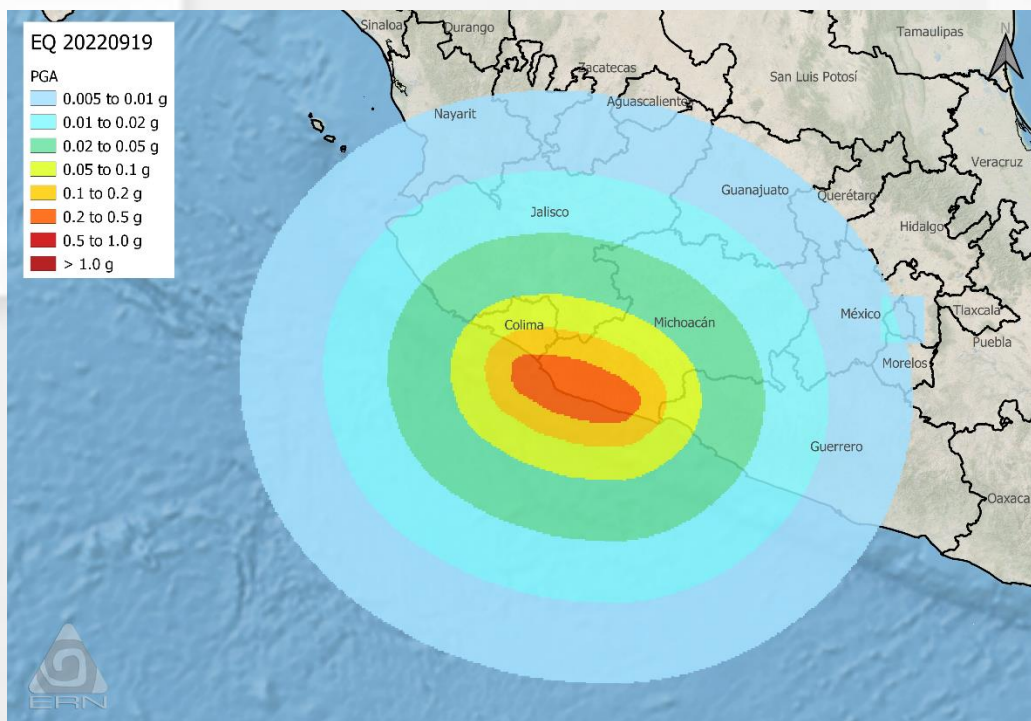 EQ 20220919
PGA
0.005 to 0.01 g
0.01 to 0.02 g
0.02 to 0.05 g
0.05 to 0.1 g
0.1 to 0.2 g
0.2 to 0.5 g
0.5 to 1.0 g
> 1.0 g
Sinaloa
Durango
Tamaulipas
N
Zacatecas
San Luis Potosí
Aguascaliente
Nayarit
Veracruz
Guanajuato
Querétaro
Jalisco
Hidalgo
México
Tlaxcala
Colima
Michoacán
Puebla
Morelos
Guerrero
Oaxaca
ERN